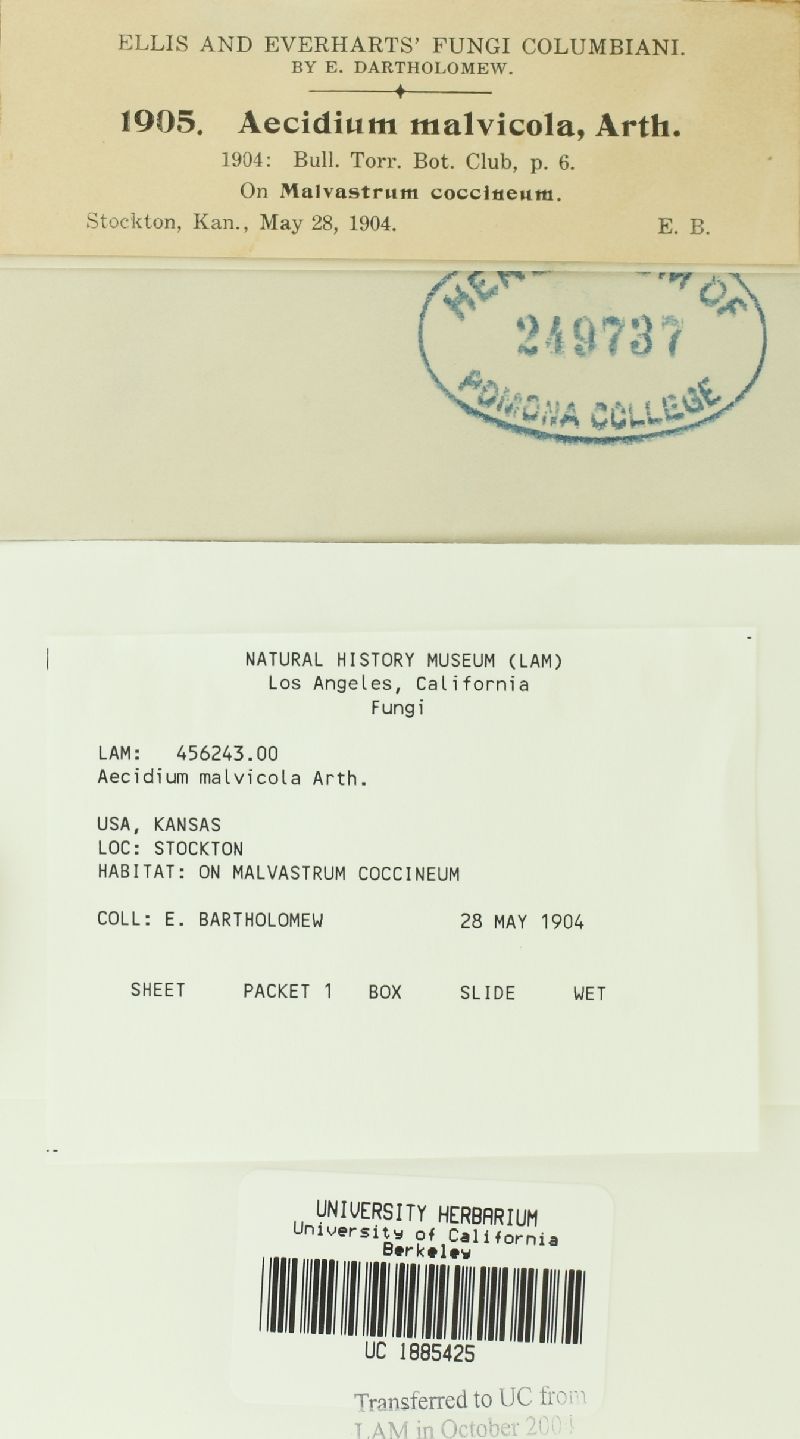 ELLIS AND EVERHARTS' FUNGI COLUMBIANI.
BY E. DARTHOLOMEW.
1905. Aecidium malvicola, Arth.
1904: Bull. Torr. Bot. Club, p. 6.
On Malvastrum coccineum.
Stockton, Kan., May 28, 1904. E. B.
OF
249737
POMONA COLLEGE
NATURAL HISTORY MUSEUM (LAM)
Los Angeles, California
Fungi
LAM: 456243.00
Aecidium malvicola Arth.
USA, KANSAS
LOC: STOCKTON
HABITAT: ON MALVASTRUM COCCINEUM
COLL: E. BARTHOLOMEW 28 MAY 1904
SHEET PACKET 1 BOX SLIDE WET
UNIVERSITY HERBARIUM
University of California
Berkeley
UC 1885425
Transferred to UC from
LAM in October